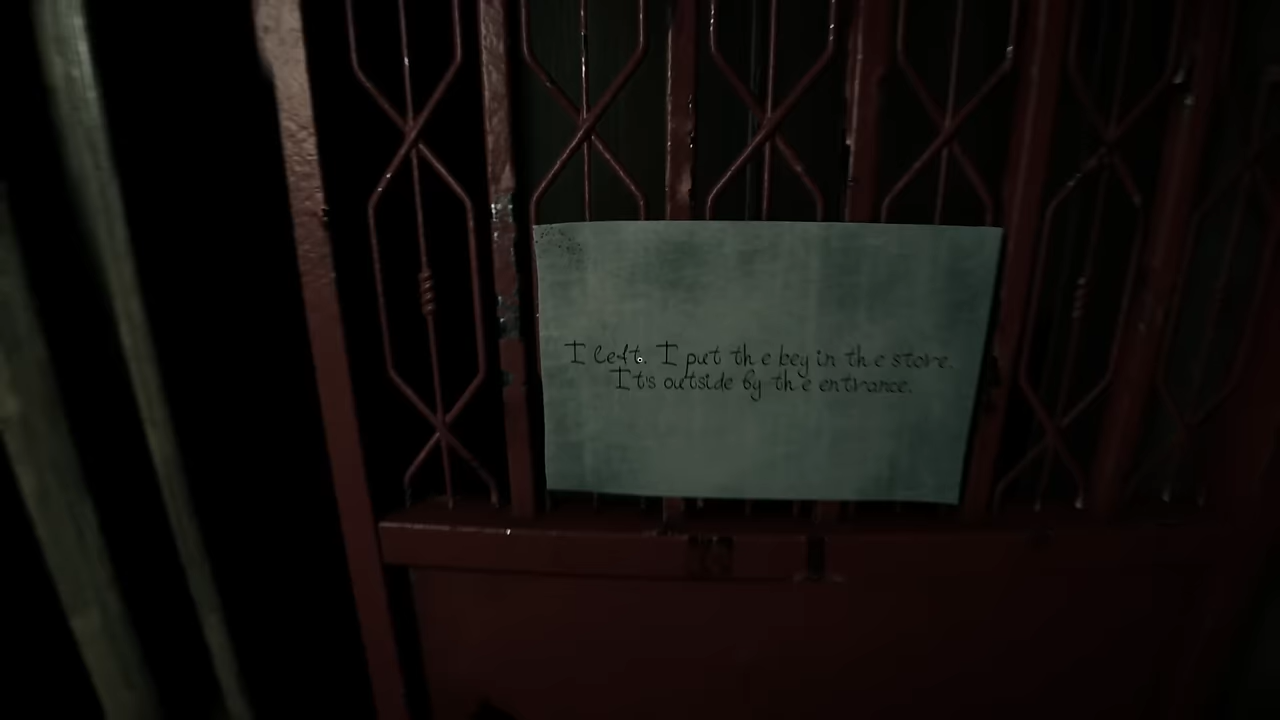 I left. I put the key in the store.
It's outside by the entrance.